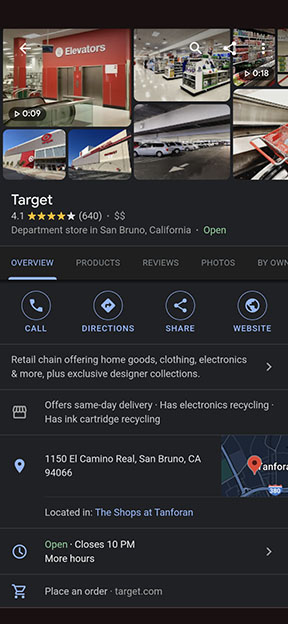 Elevators
0:09
0:18
Target
4.1 (640) · $$
Department store in San Bruno, California · Open
OVERVIEW PRODUCTS REVIEWS PHOTOS BY OWN
CALL DIRECTIONS SHARE WEBSITE
Retail chain offering home goods, clothing, electronics
& more, plus exclusive designer collections.
Offers same-day delivery · Has electronics recycling ·
Has ink cartridge recycling
1150 El Camino Real, San Bruno, CA
94066
Tanforan
380
Located in: The Shops at Tanforan
Open · Closes 10 PM
More hours
Place an order · target.com